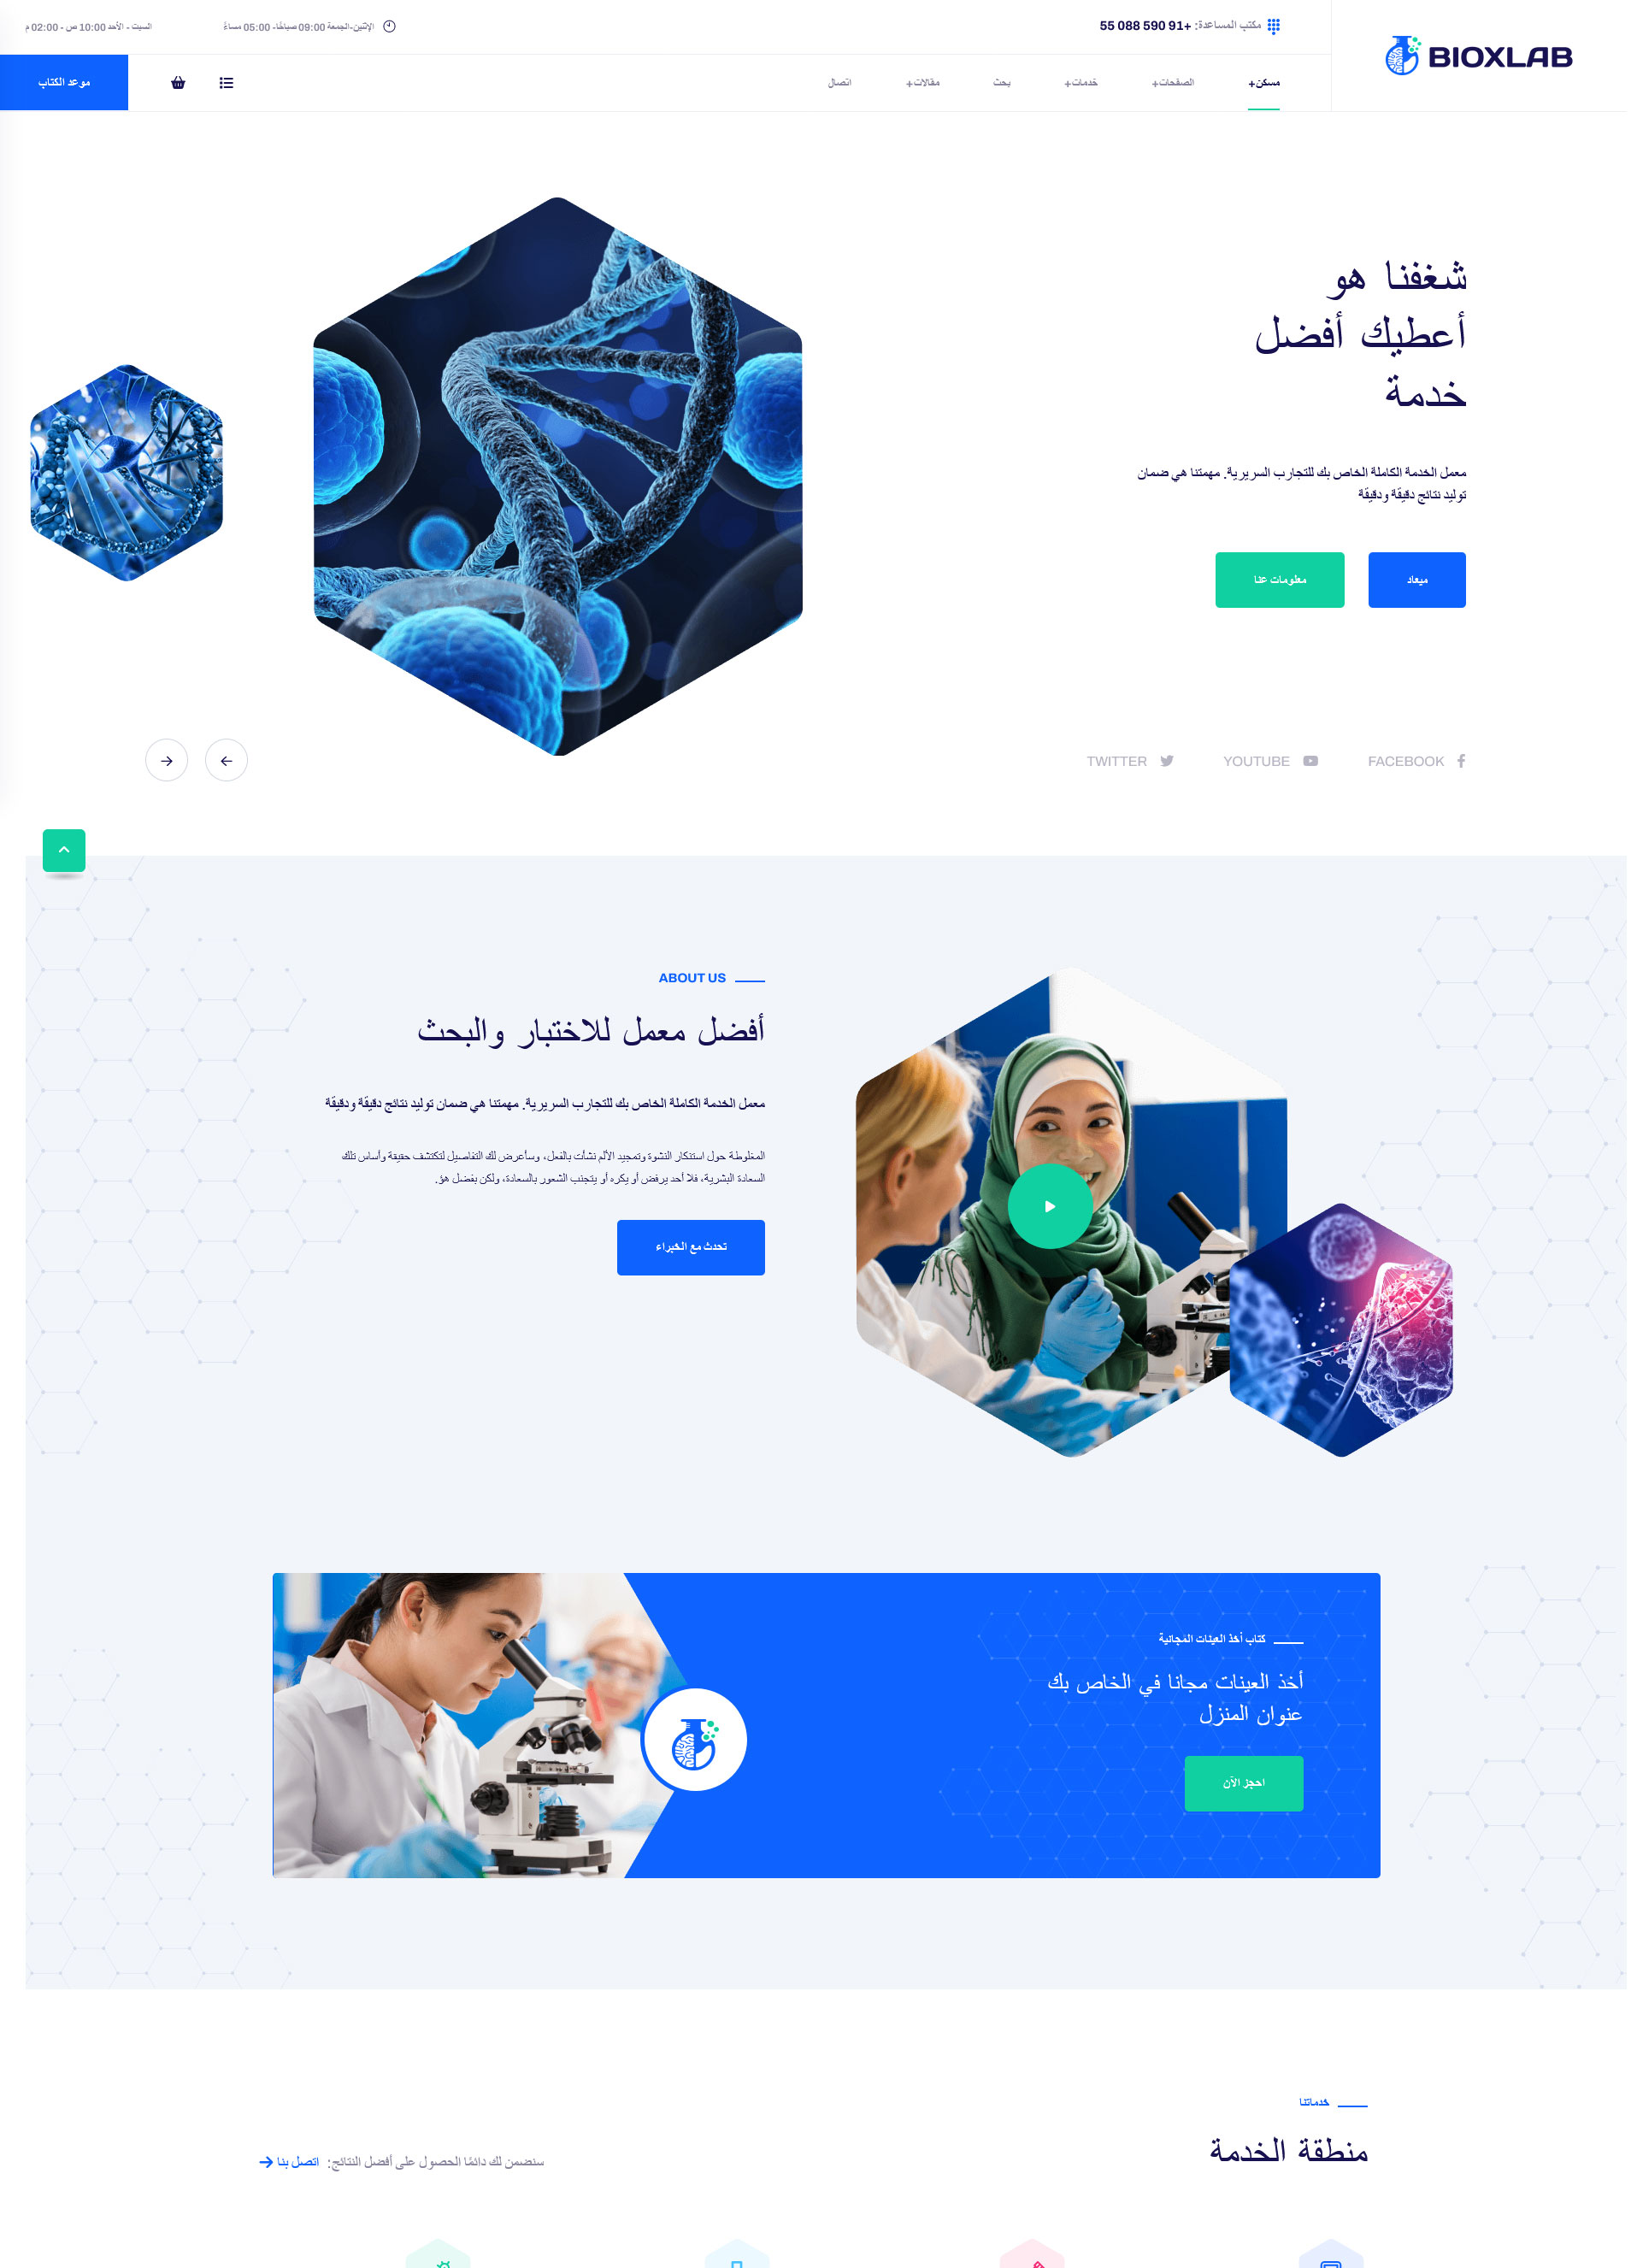 BIOXLAB
مكتب المساعدة: +91 590 088 55
الإثنين-الجمعة 09:00 صباحًا- 05:00 مساءً
السبت - الأحد 10:00 ص - 02:00 م
مسكن+
الصفحات+
خدمات+
بحث
مقالات+
اتصال
موعد الكتاب
شغفنا هو
أعطيك أفضل
خدمة
معمل الخدمة الكاملة الخاص بك للتجارب السريرية. مهمتنا هي ضمان
توليد نتائج دقيقة ودقيقة
ميعاد
معلومات عنا
FACEBOOK
YOUTUBE
TWITTER
ABOUT US
أفضل معمل للاختبار والبحث
معمل الخدمة الكاملة الخاص بك للتجارب السريرية. مهمتنا هي ضمان توليد نتائج دقيقة ودقيقة
المغلوطة حول استنكار النشوة وتمجيد الألم نشأت بالفعل، وسأعرض لك التفاصيل لتكتشف حقيقة وأساس تلك
السعادة البشرية، فلا أحد يرفض أو يكره أو يتجنب الشعور بالسعادة، ولكن بفضل هؤ.
تحدث مع الخبراء
كتاب أخذ العينات المجانية
أخذ العينات مجانا في الخاص بك
عنوان المنزل
احجز الآن
خدماتنا
منطقة الخدمة
سنضمن لك دائمًا الحصول على أفضل النتائج: اتصل بنا